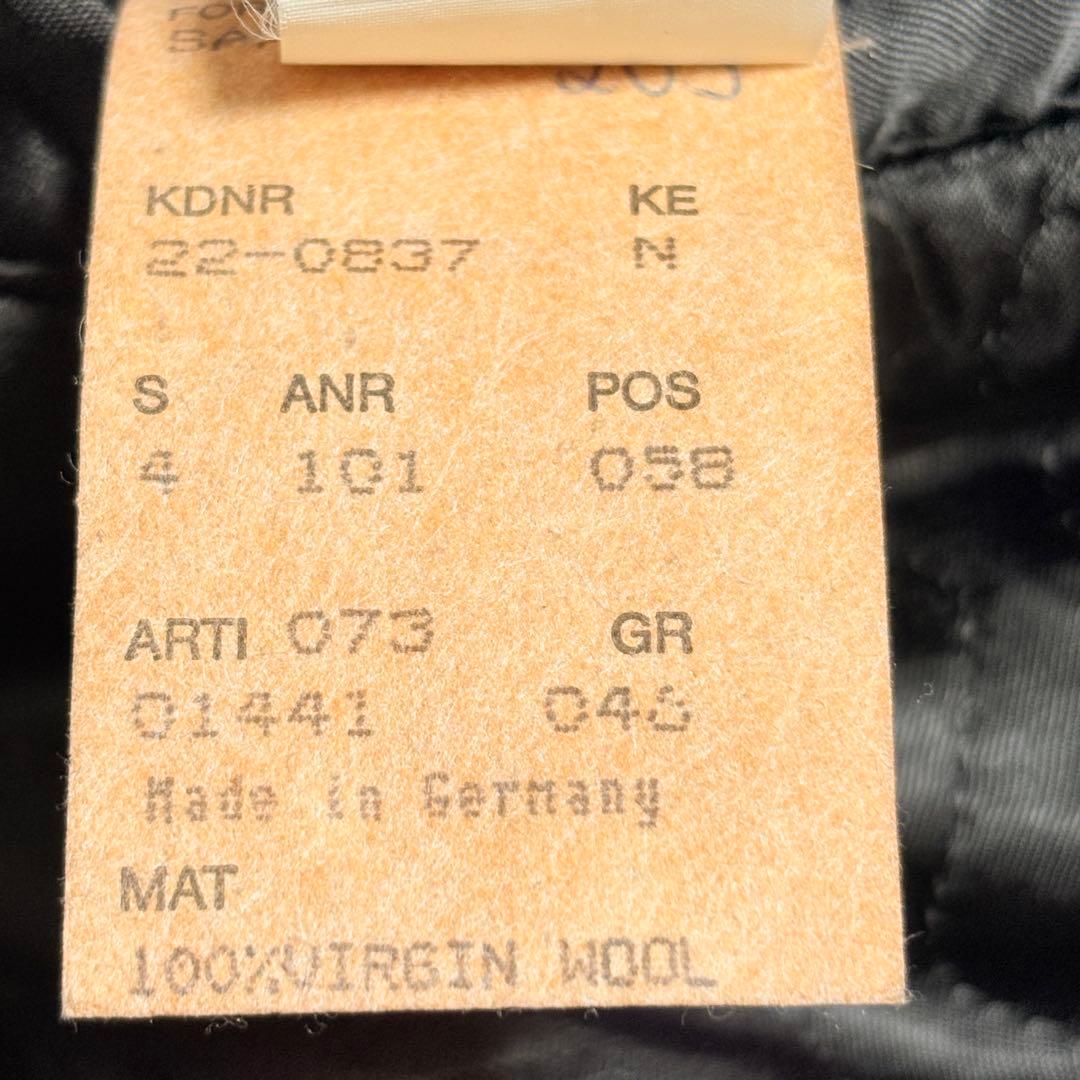 KDNR KE
22-0837 N
S ANR POS
4 101 058
ARTI 073 GR
01441
Made in Germany
MAT
100%VIRGIN WOOL